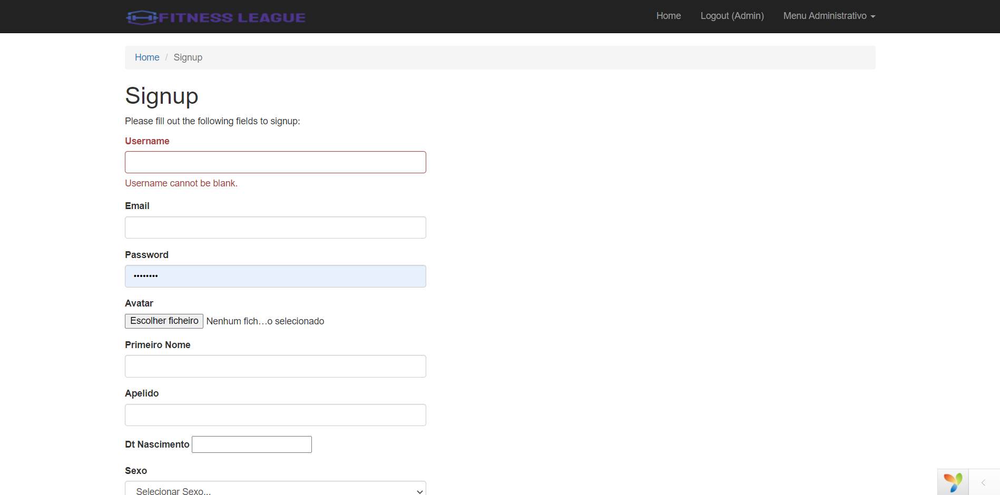 FITNESS LEAGUE
Home
Logout (Admin)
Menu Administrativo
Home / Signup
Signup
Please fill out the following fields to signup:
Username
Username cannot be blank.
Email
Password
••••••••
Avatar
Escolher ficheiro Nenhum fich…o selecionado
Primeiro Nome
Apelido
Dt Nascimento
Sexo
Selecionar Sexo...